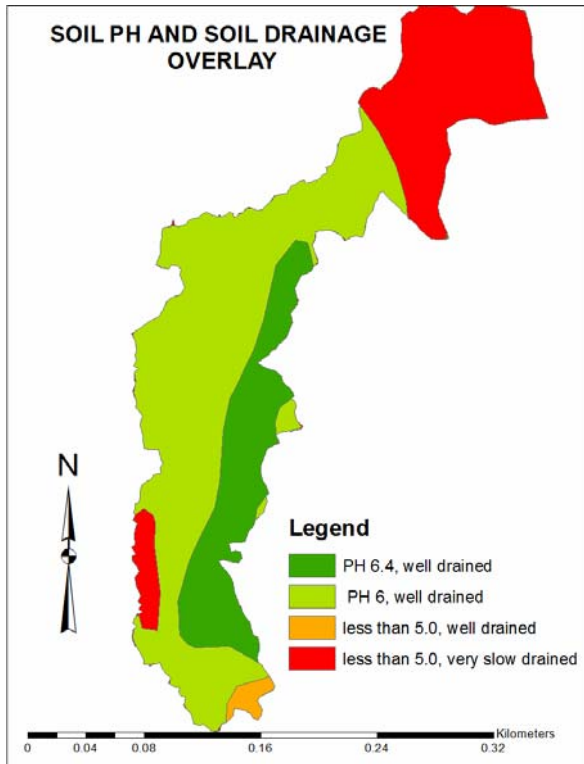 SOIL PH AND SOIL DRAINAGE
OVERLAY
N
Legend
PH 6.4, well drained
PH 6, well drained
less than 5.0, well drained
less than 5.0, very slow drained
Kilometers
0 0.04 0.08 0.16 0.24 0.32